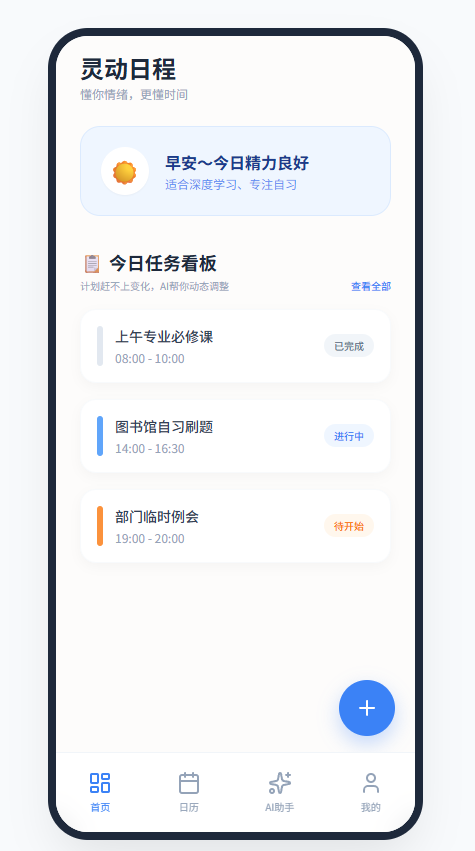 灵动日程
懂你情绪，更懂时间
早安～今日精力良好
适合深度学习、专注自习
今日任务看板
计划赶不上变化，AI帮你动态调整
查看全部
上午专业必修课
08:00 - 10:00
已完成
图书馆自习刷题
14:00 - 16:30
进行中
部门临时例会
19:00 - 20:00
待开始
首页
日历
AI助手
我的